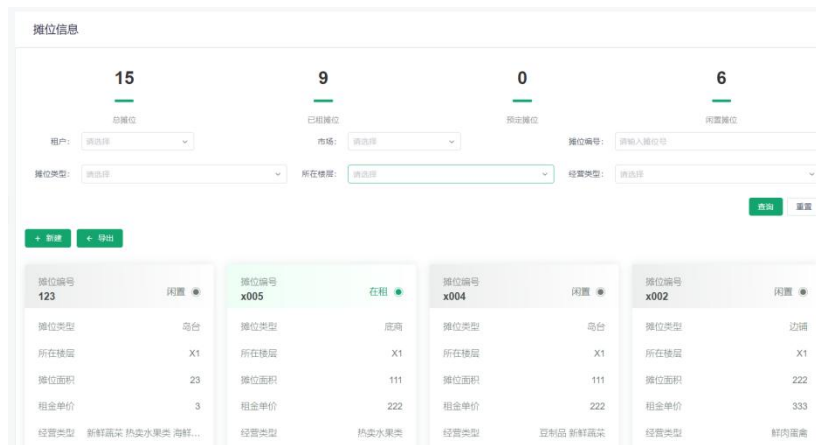 摊位信息
15 9 0 6
总摊位 已租摊位 预定摊位 闲置摊位
租户: 请选择 市场: 请选择 摊位编号: 请输入摊位号
摊位类型: 请选择 所在楼层: 请选择 经营类型: 请选择
查询 重置
+ 新建 ← 导出
摊位编号 摊位编号 摊位编号 摊位编号
123 闲置 x005 在租 x004 闲置 x002 闲置
摊位类型 岛台 摊位类型 底商 摊位类型 岛台 摊位类型 边铺
所在楼层 X1 所在楼层 X1 所在楼层 X1 所在楼层 X1
摊位面积 23 摊位面积 111 摊位面积 111 摊位面积 222
租金单价 3 租金单价 222 租金单价 222 租金单价 333
经营类型 新鲜蔬菜 热卖水果类 海鲜... 经营类型 热卖水果类 经营类型 豆制品 新鲜蔬菜 经营类型 鲜肉蛋禽